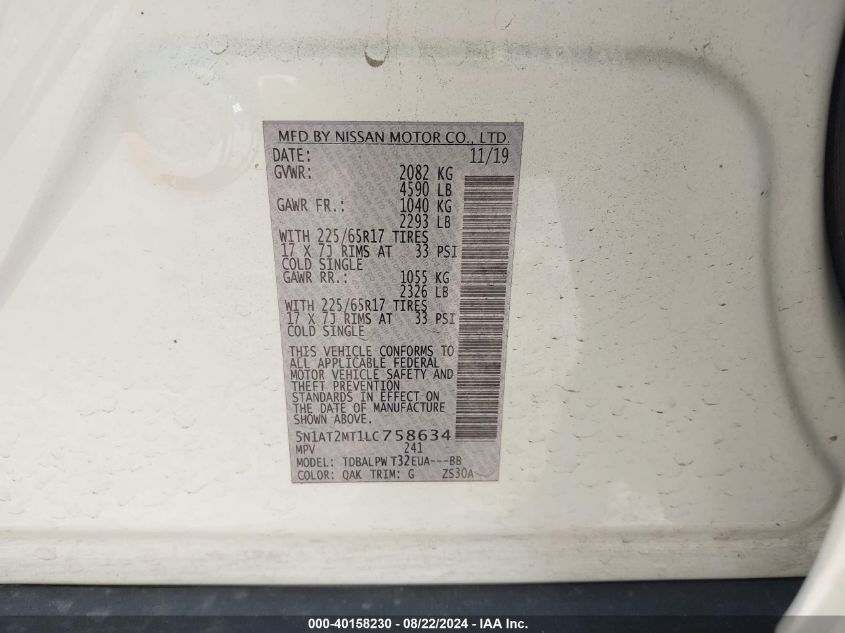 MFD BY NISSAN MOTOR CO., LTD.
DATE: 11/19
GVWR: 2082 KG
4590 LB
GAWR FR.: 1040 KG
2293 LB
WITH 225/65R17 TIRES
17 X 7J RIMS AT 33 PSI
COLD SINGLE
GAWR RR.: 1055 KG
2326 LB
WITH 225/65R17 TIRES
17 X 7J RIMS AT 33 PSI
COLD SINGLE
THIS VEHICLE CONFORMS TO
ALL APPLICABLE FEDERAL
MOTOR VEHICLE SAFETY AND
THEFT PREVENTION
STANDARDS IN EFFECT ON
THE DATE OF MANUFACTURE
SHOWN ABOVE.
5N1AT2MT1LC758634
MPV 241
MODEL: TDBALPW T32EUA---BB
COLOR: QAK TRIM: G ZS30A
000-40158230 - 08/22/2024 - IAA Inc.